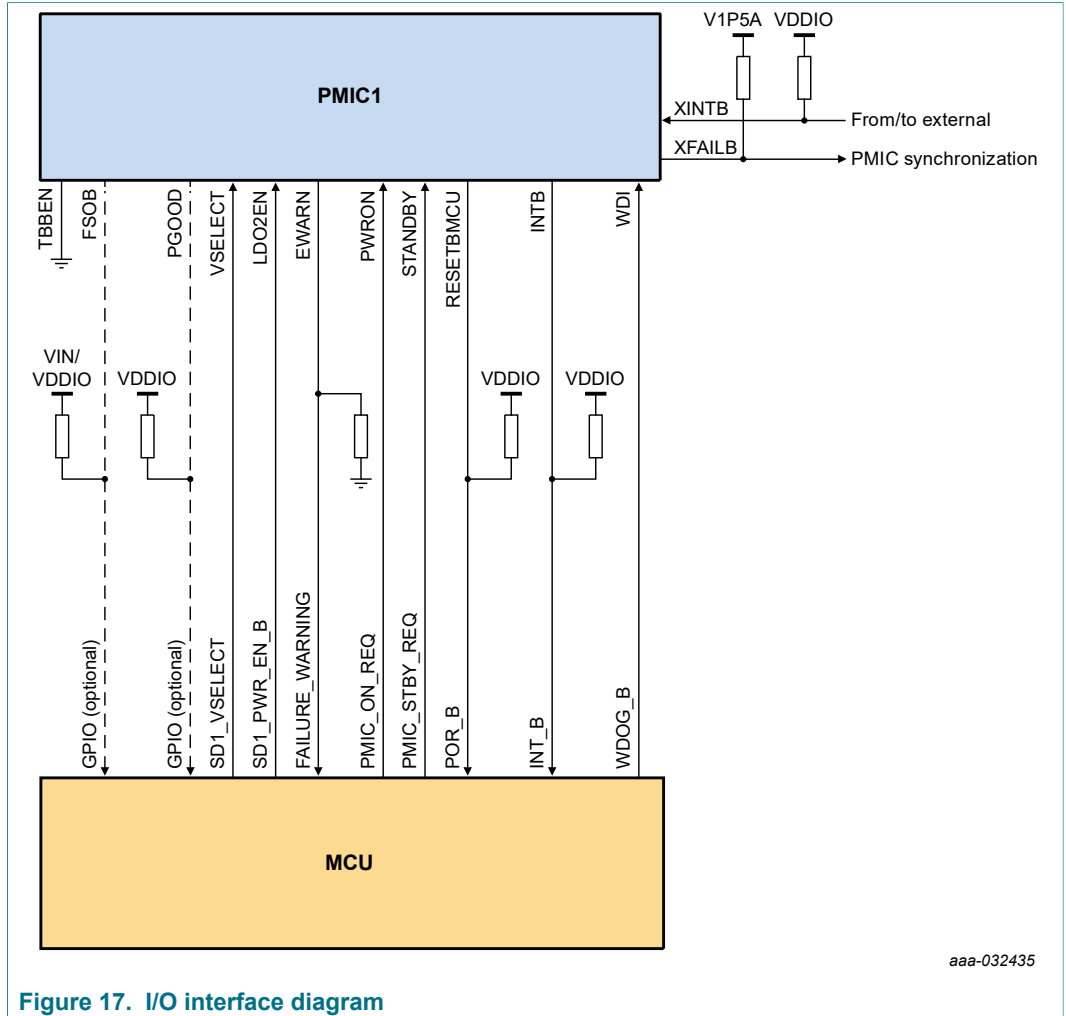 V1P5A VDDIO
PMIC1
XINTB
From/to external
XFAILB
PMIC synchronization
TBBEN
FSOB
PGOOD
VSELECT
LDO2EN
EWARN
PWRON
STANDBY
RESETBMCU
INTB
WDI
VIN/
VDDIO
VDDIO
VDDIO
VDDIO
GPIO (optional)
GPIO (optional)
SD1_VSELECT
SD1_PWR_EN_B
FAILURE_WARNING
PMIC_ON_REQ
PMIC_STBY_REQ
POR_B
INT_B
WDOG_B
MCU
aaa-032435
Figure 17. I/O interface diagram